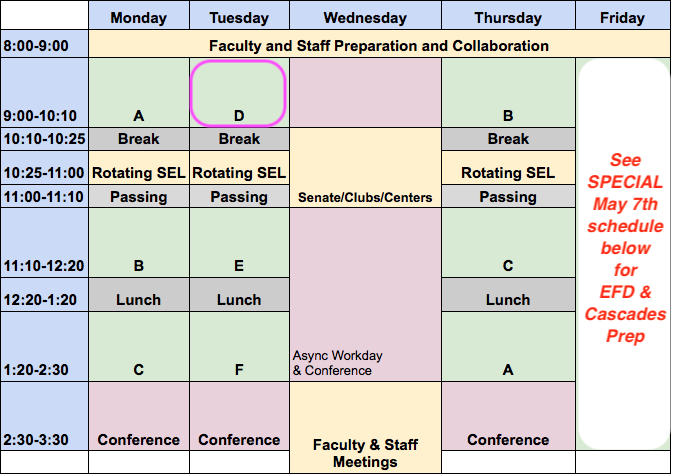 Monday Tuesday Wednesday Thursday Friday
8:00-9:00 Faculty and Staff Preparation and Collaboration
9:00-10:10 A D B
10:10-10:25 Break Break Break
10:25-11:00 Rotating SEL Rotating SEL Rotating SEL
11:00-11:10 Passing Passing Senate/Clubs/Centers Passing
11:10-12:20 B E C
12:20-1:20 Lunch Lunch Lunch
1:20-2:30 C F Async Workday
& Conference A
2:30-3:30 Conference Conference Faculty & Staff
Meetings Conference
See
SPECIAL
May 7th
schedule
below
for
EFD &
Cascades
Prep